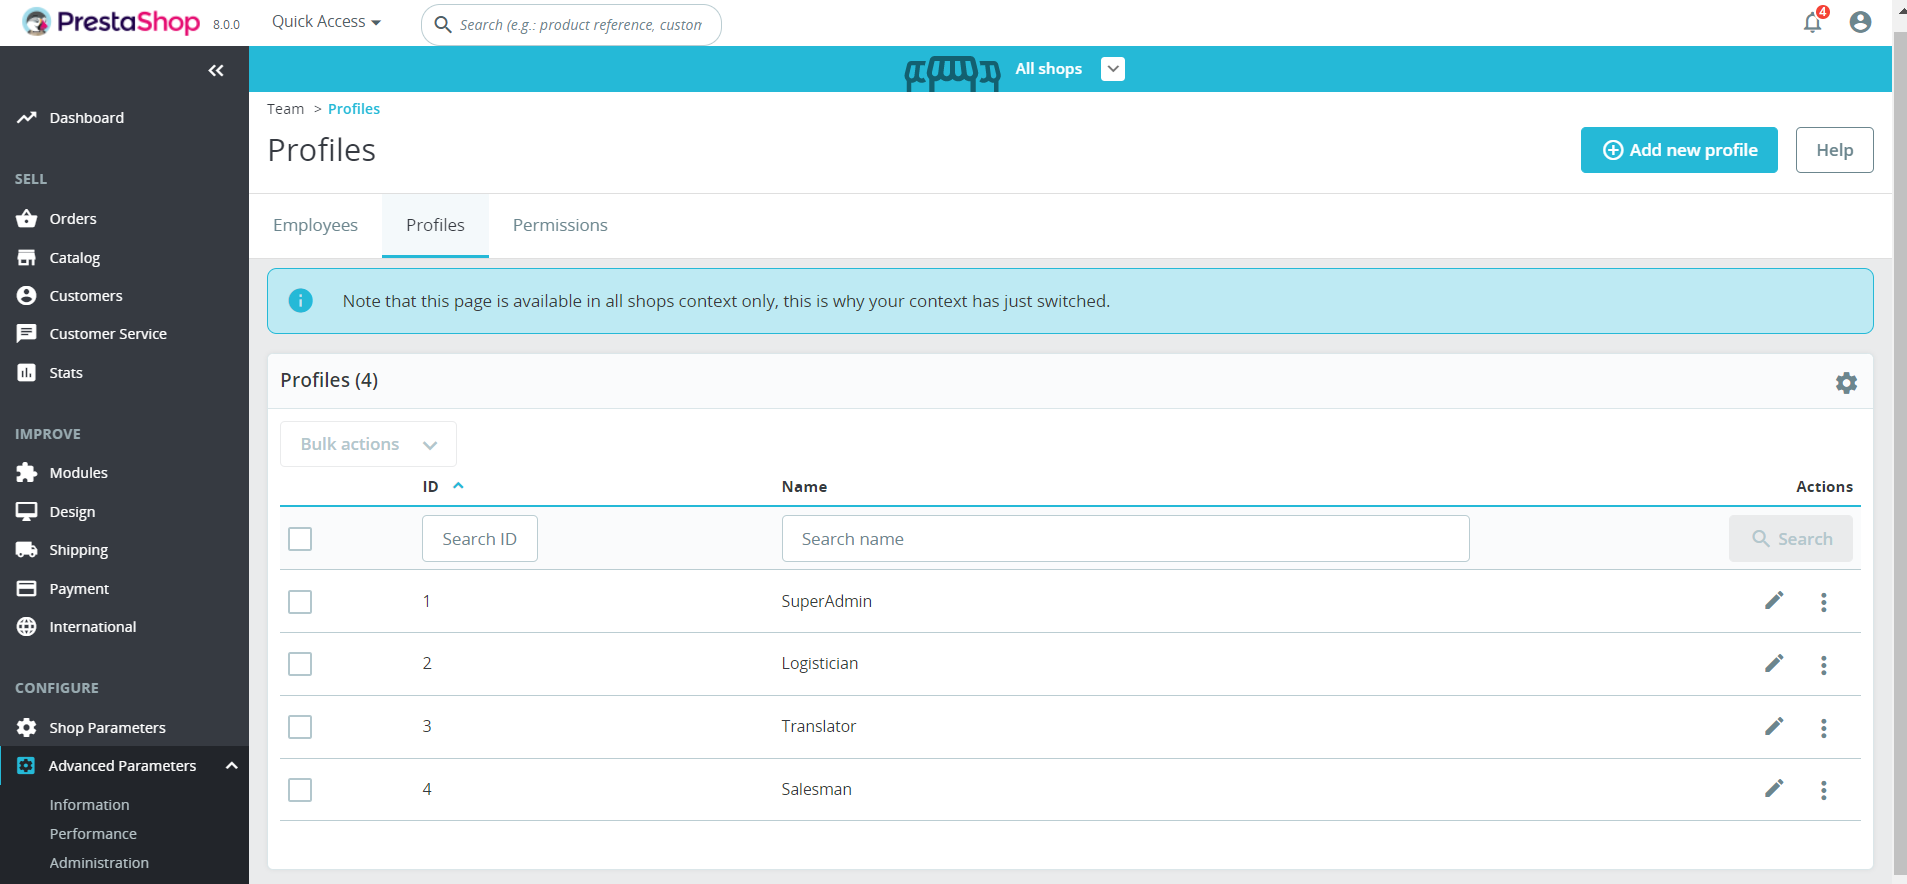 PrestaShop 8.0.0 Quick Access Search (e.g.: product reference, custom 4
All shops
Team > Profiles
Profiles
Add new profile Help
Employees Profiles Permissions
Note that this page is available in all shops context only, this is why your context has just switched.
Profiles (4)
Bulk actions
ID Name Actions
Search ID Search name Search
1 SuperAdmin
2 Logistician
3 Translator
4 Salesman
Dashboard
SELL
Orders
Catalog
Customers
Customer Service
Stats
IMPROVE
Modules
Design
Shipping
Payment
International
CONFIGURE
Shop Parameters
Advanced Parameters
Information
Performance
Administration